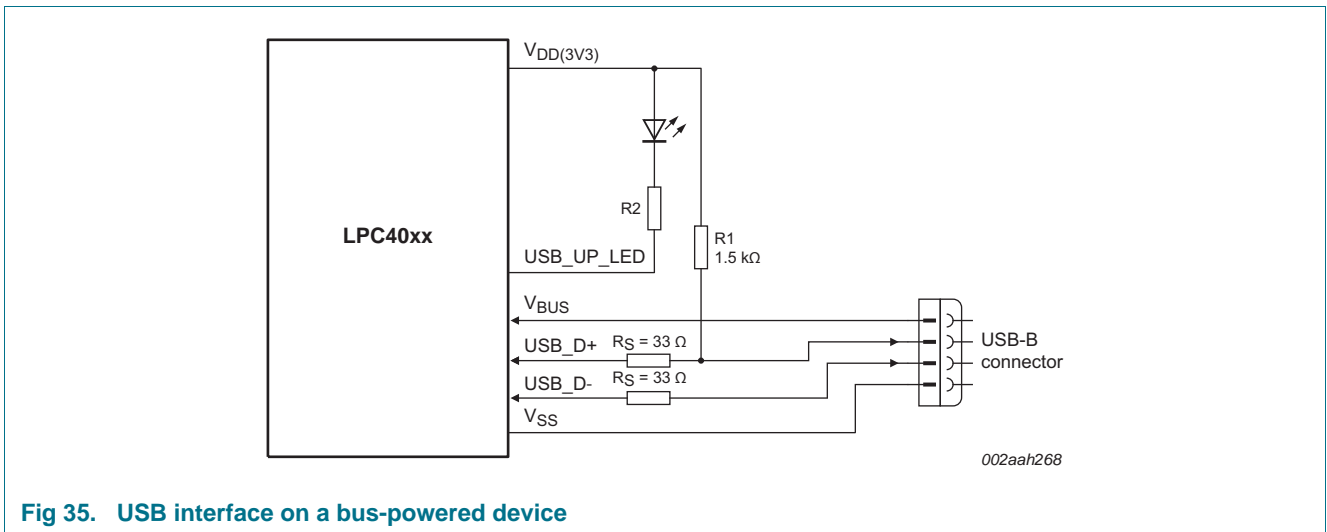 VDD(3V3)
R2
LPC40xx
R1
1.5 kΩ
USB_UP_LED
VBUS
USB_D+ RS = 33 Ω
USB-B
connector
USB_D- RS = 33 Ω
VSS
002aah268
Fig 35. USB interface on a bus-powered device